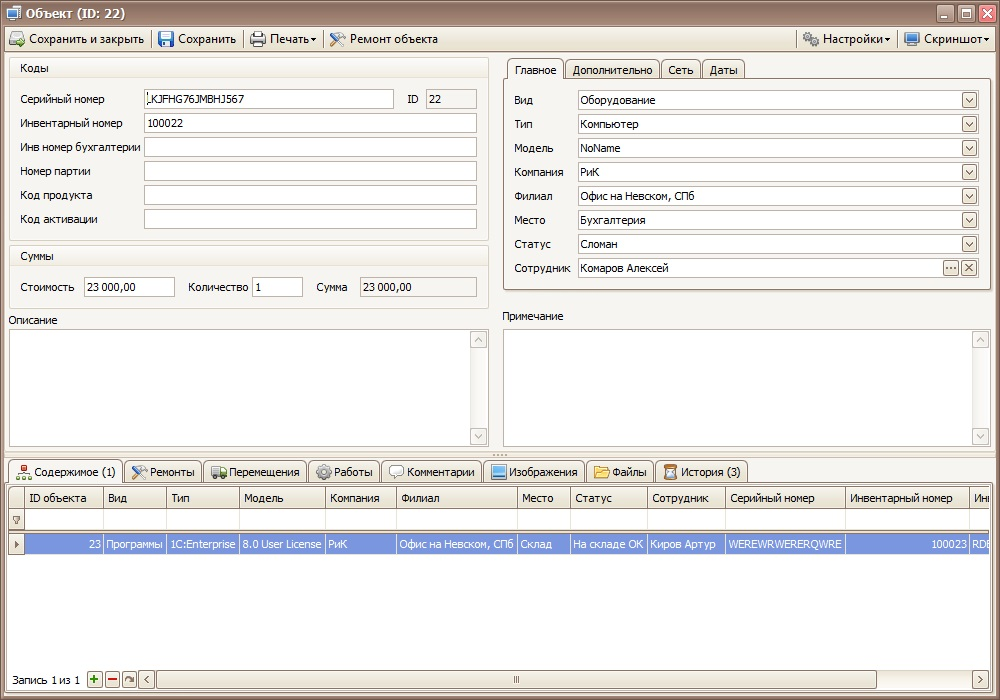 Объект (ID: 22)
Сохранить и закрыть Сохранить Печать Ремонт объекта Настройки Скриншот
Коды
Серийный номер LKJFHG76JMBHJ567 ID 22
Инвентарный номер 100022
Инв номер бухгалтерии
Номер партии
Код продукта
Код активации
Суммы
Стоимость 23 000,00 Количество 1 Сумма 23 000,00
Главное Дополнительно Сеть Даты
Вид Оборудование
Тип Компьютер
Модель NoName
Компания РиК
Филиал Офис на Невском, СПб
Место Бухгалтерия
Статус Сломан
Сотрудник Комаров Алексей
Описание
Примечание
Содержимое (1) Ремонты Перемещения Работы Комментарии Изображения Файлы История (3)
ID объекта Вид Тип Модель Компания Филиал Место Статус Сотрудник Серийный номер Инвентарный номер Ин
23 Программы 1C:Enterprise 8.0 User License РиК Офис на Невском, СПб Склад На складе ОК Киров Артур WEREWRWERERQWRE 100023 RD
Запись 1 из 1